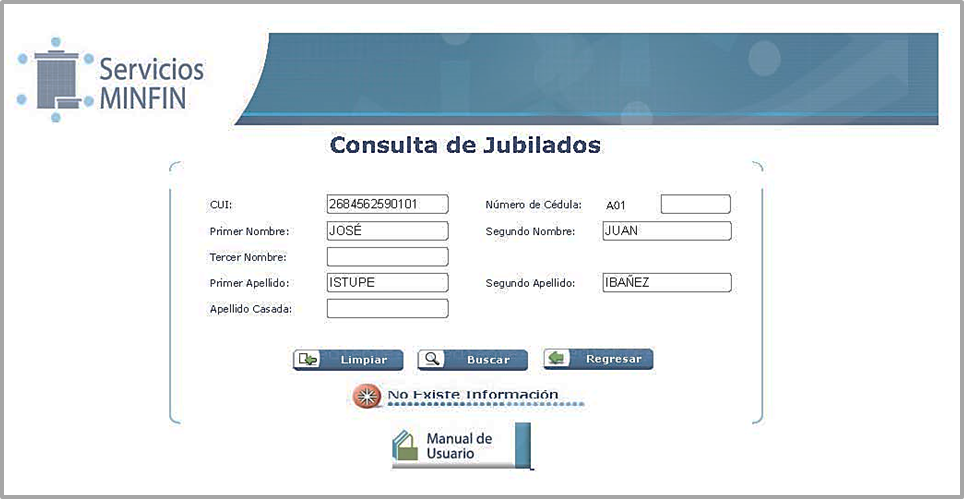 Servicios
MINFIN
Consulta de Jubilados
CUI: 2684562590101 Número de Cédula: A01
Primer Nombre: JOSÉ Segundo Nombre: JUAN
Tercer Nombre:
Primer Apellido: ISTUPE Segundo Apellido: IBAÑEZ
Apellido Casada:
Limpiar Buscar Regresar
No Existe Información
Manual de
Usuario